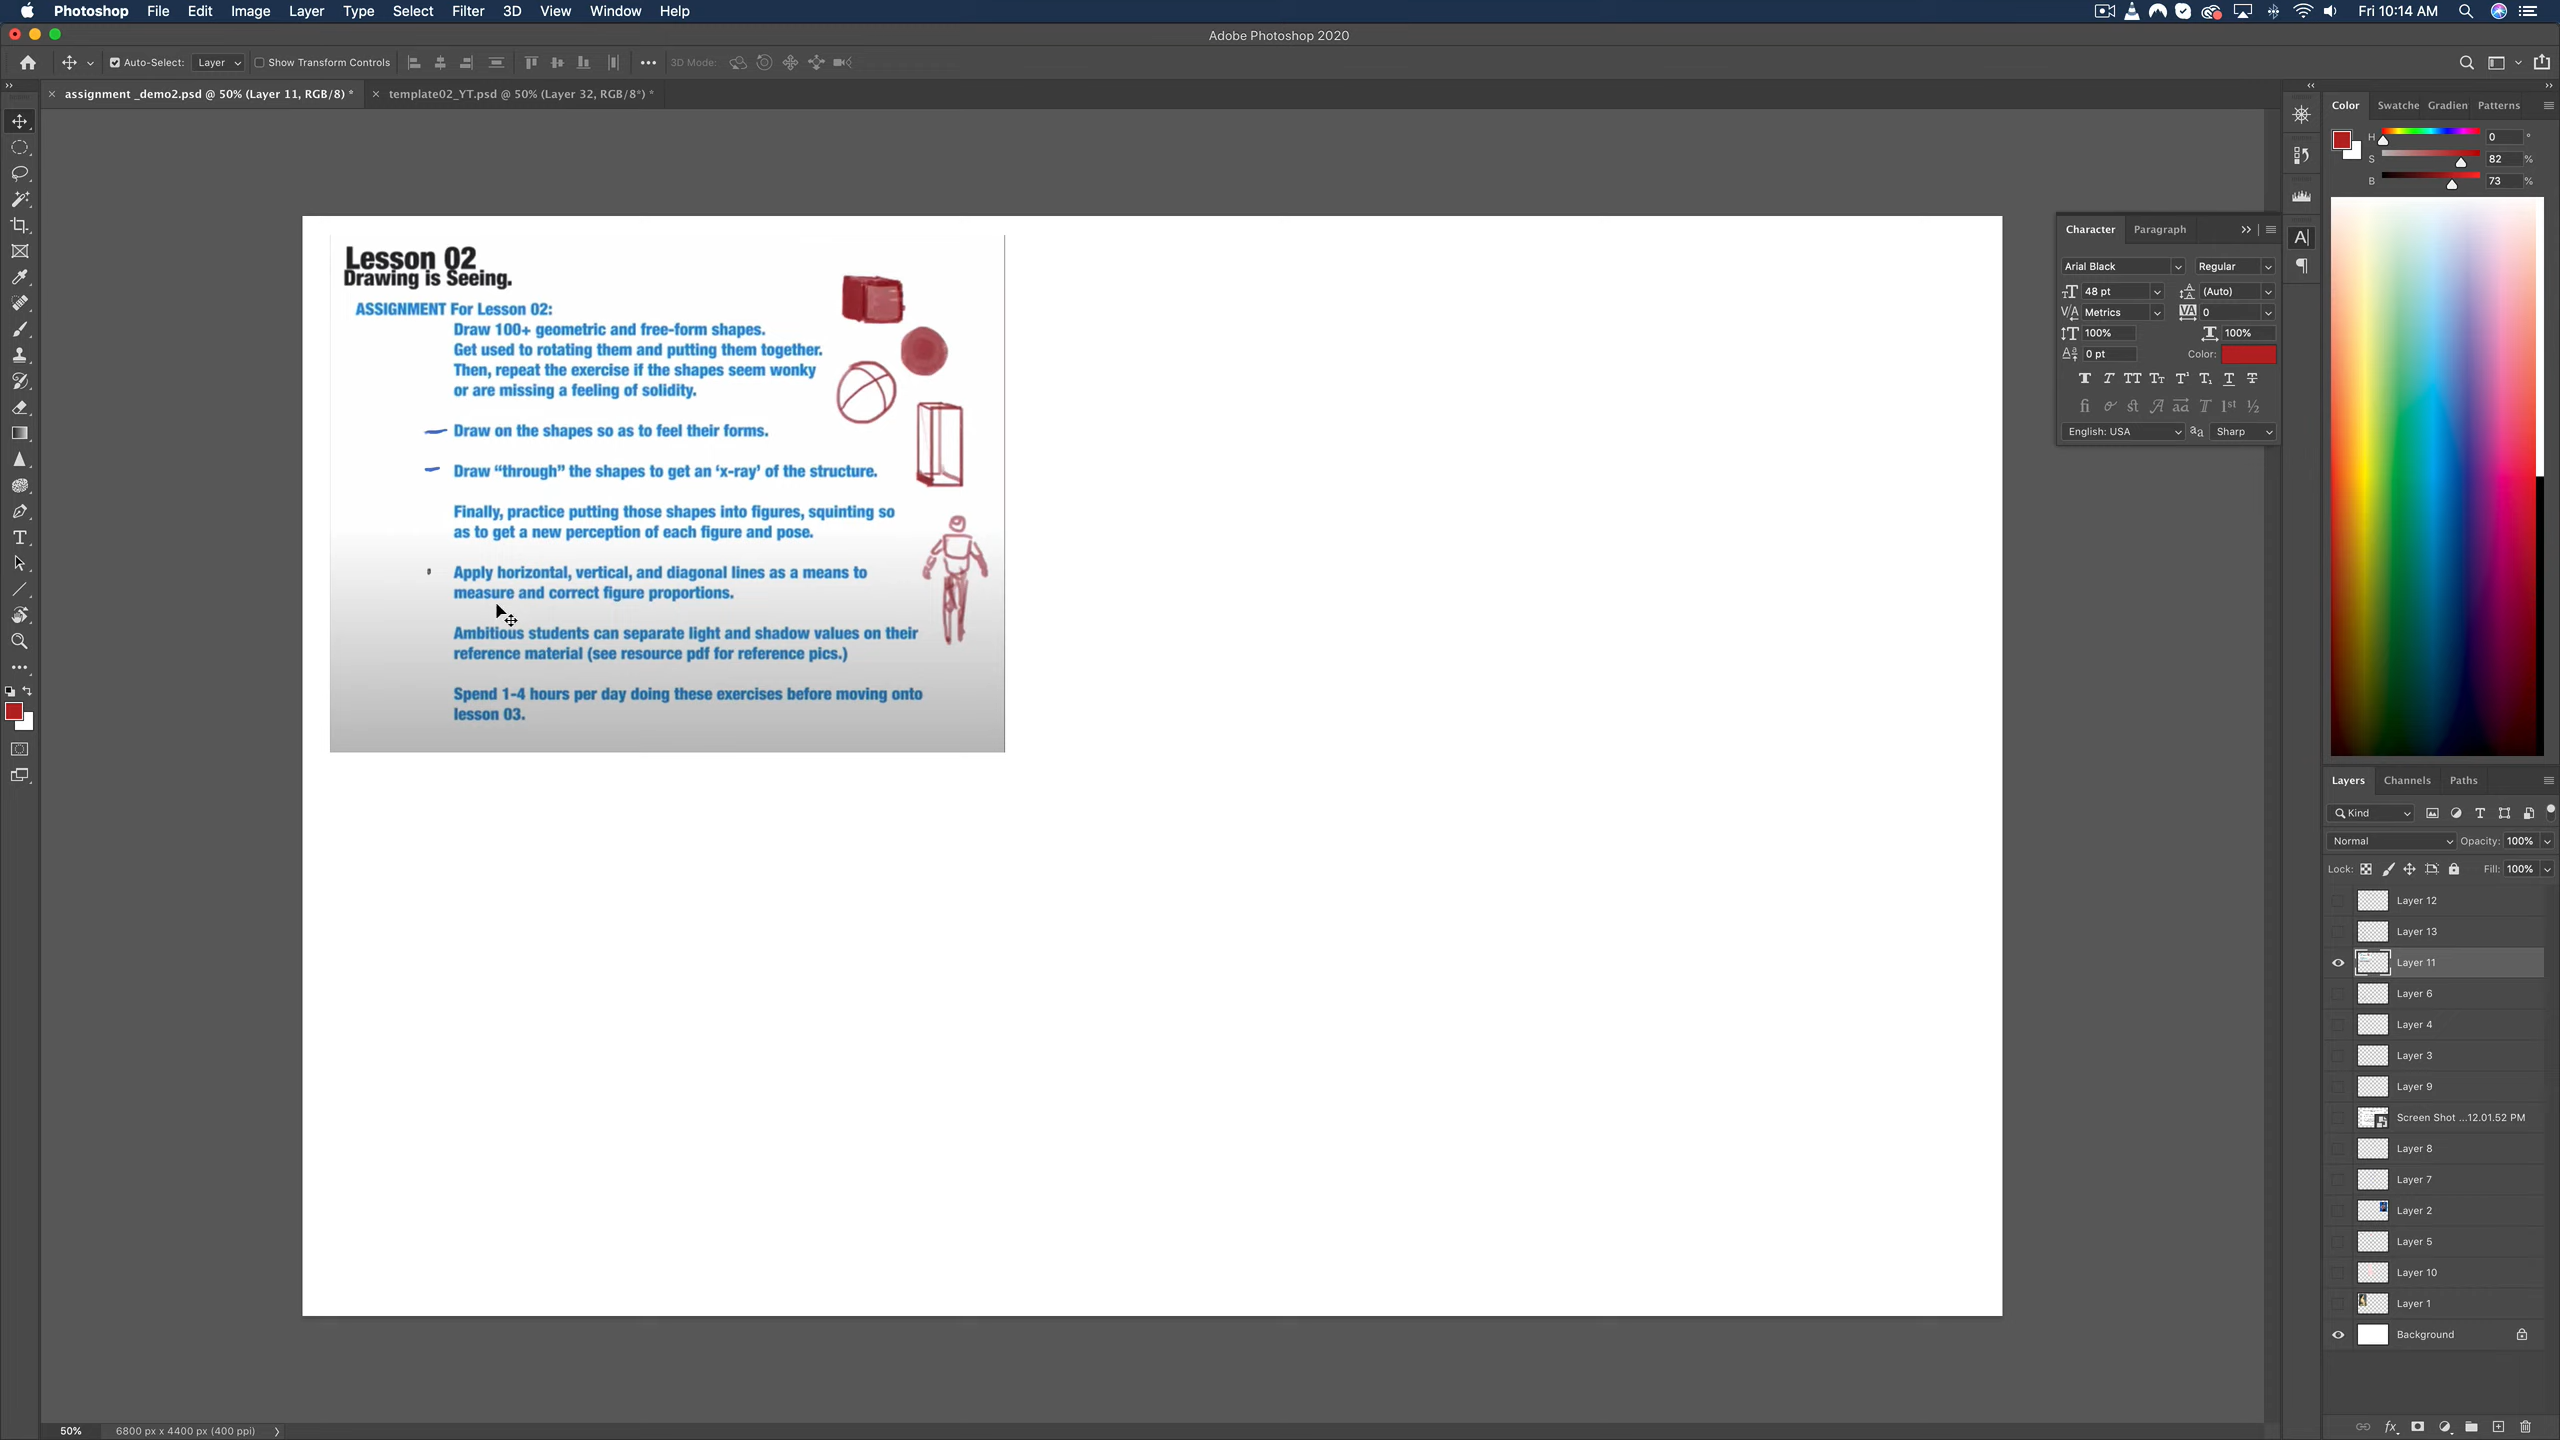 Photoshop File Edit Image Layer Type Select Filter 3D View Window Help
Fri 10:14 AM
Adobe Photoshop 2020
Auto-Select: Layer Show Transform Controls 3D Mode:
assignment _demo2.psd @ 50% (Layer 11, RGB/8) *
template02_YT.psd @ 50% (Layer 32, RGB/8*) *
Lesson 02
Drawing is Seeing.
ASSIGNMENT For Lesson 02:
Draw 100+ geometric and free-form shapes.
Get used to rotating them and putting them together.
Then, repeat the exercise if the shapes seem wonky
or are missing a feeling of solidity.
Draw on the shapes so as to feel their forms.
Draw “through” the shapes to get an ‘x-ray’ of the structure.
Finally, practice putting those shapes into figures, squinting so
as to get a new perception of each figure and pose.
Apply horizontal, vertical, and diagonal lines as a means to
measure and correct figure proportions.
Ambitious students can separate light and shadow values on their
reference material (see resource pdf for reference pics.)
Spend 1-4 hours per day doing these exercises before moving onto
lesson 03.
Character Paragraph
Arial Black Regular
48 pt (Auto)
Metrics 0
100% 100%
0 pt Color:
English: USA Sharp
Color Swatche Gradien Patterns
H 0 °
S 82 %
B 73 %
Layers Channels Paths
Kind
Normal Opacity: 100%
Lock: Fill: 100%
Layer 12
Layer 13
Layer 11
Layer 6
Layer 4
Layer 3
Layer 9
Screen Shot ...12.01.52 PM
Layer 8
Layer 7
Layer 2
Layer 5
Layer 10
Layer 1
Background
50% 6800 px x 4400 px (400 ppi)